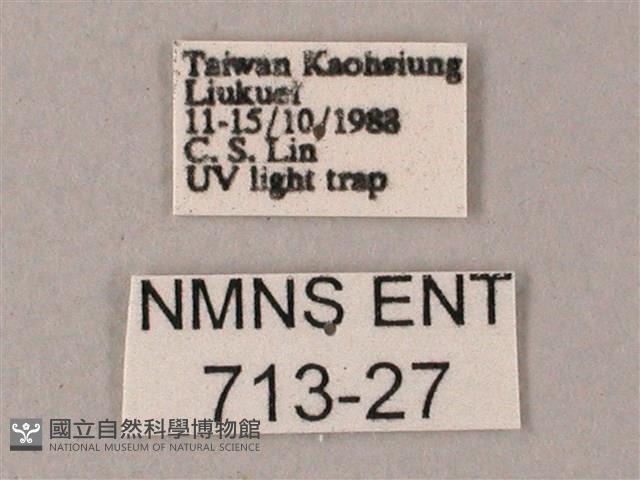 Taiwan Kaohsiung
Liukuei
11-15/10/1988
C. S. Lin
UV light trap
NMNS ENT
713-27
國立自然科學博物館
NATIONAL MUSEUM OF NATURAL SCIENCE